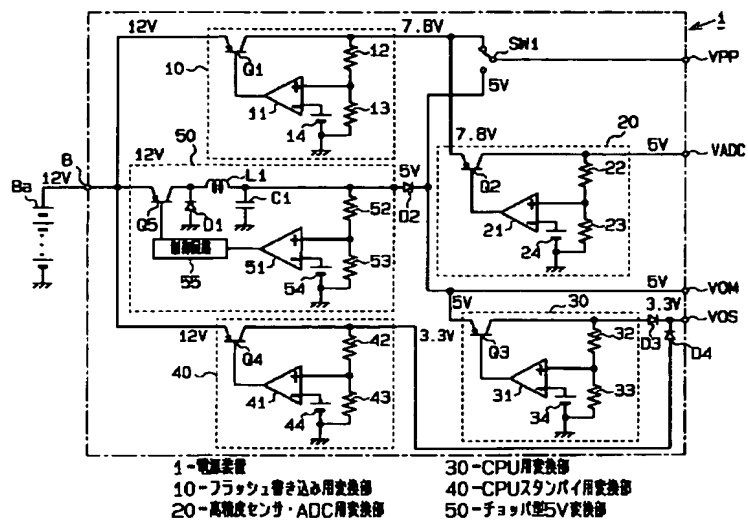 1
12V
7.8V
SW1
VPP
10
Q1
12
5V
11
13
14
20
50
12V
7.8V
5V
VADC
B
L1
5V
Ba
12V
C1
Q2
22
Q5
D1
52
D2
21
23
24
51
53
54
55
5V
VOM
5V
30
3.3V
VOS
12V
3.3V
Q4
42
Q3
32
D3
D4
40
41
43
44
31
33
34
1-電源装置
10-フラッシュ書き込み用変換部
20-高精度センサ・ADC用変換部
30-CPU用変換部
40-CPUスタンバイ用変換部
50-チョッパ型5V変換部